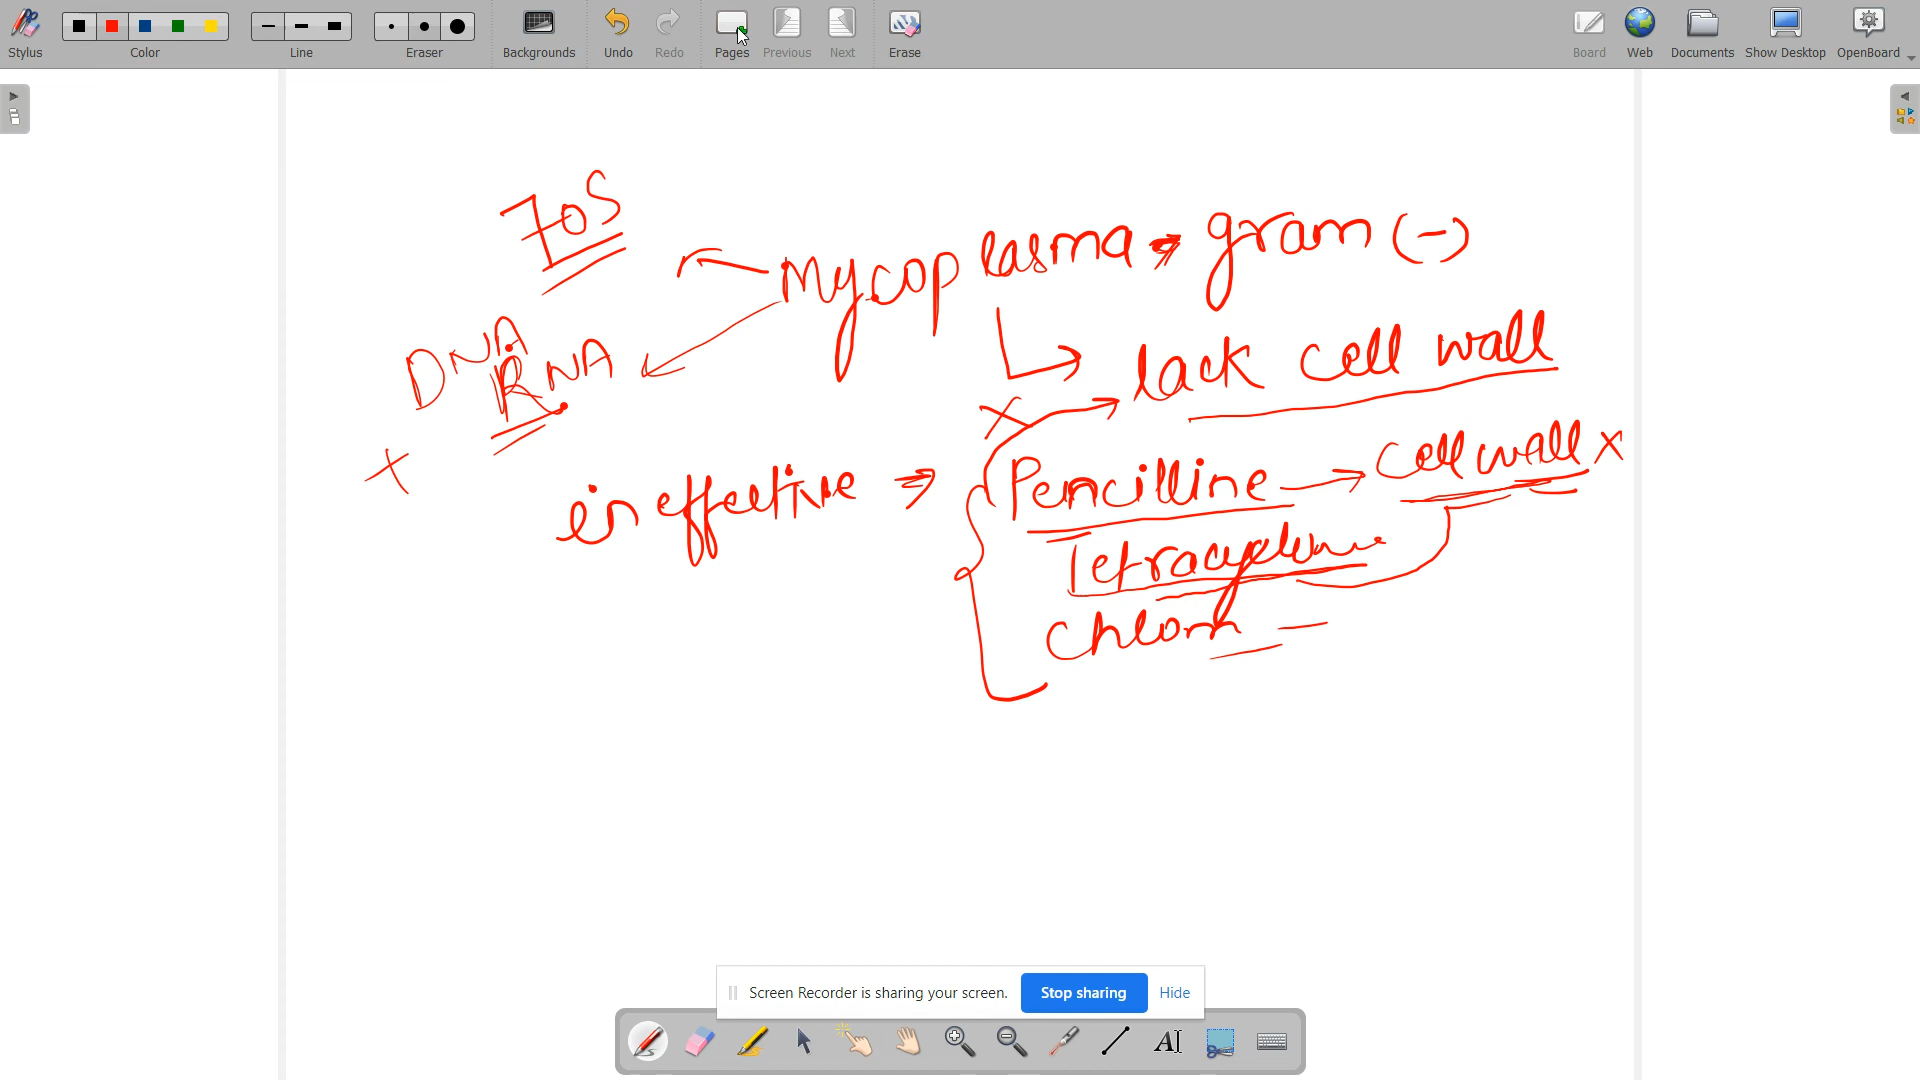 Stylus Color Line Eraser Backgrounds Undo Redo Pages Previous Next Erase Board Web Documents Show Desktop OpenBoard
70S
Mycoplasma → gram (-)
DNA
RNA
lack cell wall
+
x
ineffective ⇒ Pencilline → cell wall x
Tetracycline
Chlorm –
Screen Recorder is sharing your screen. Stop sharing Hide
AI